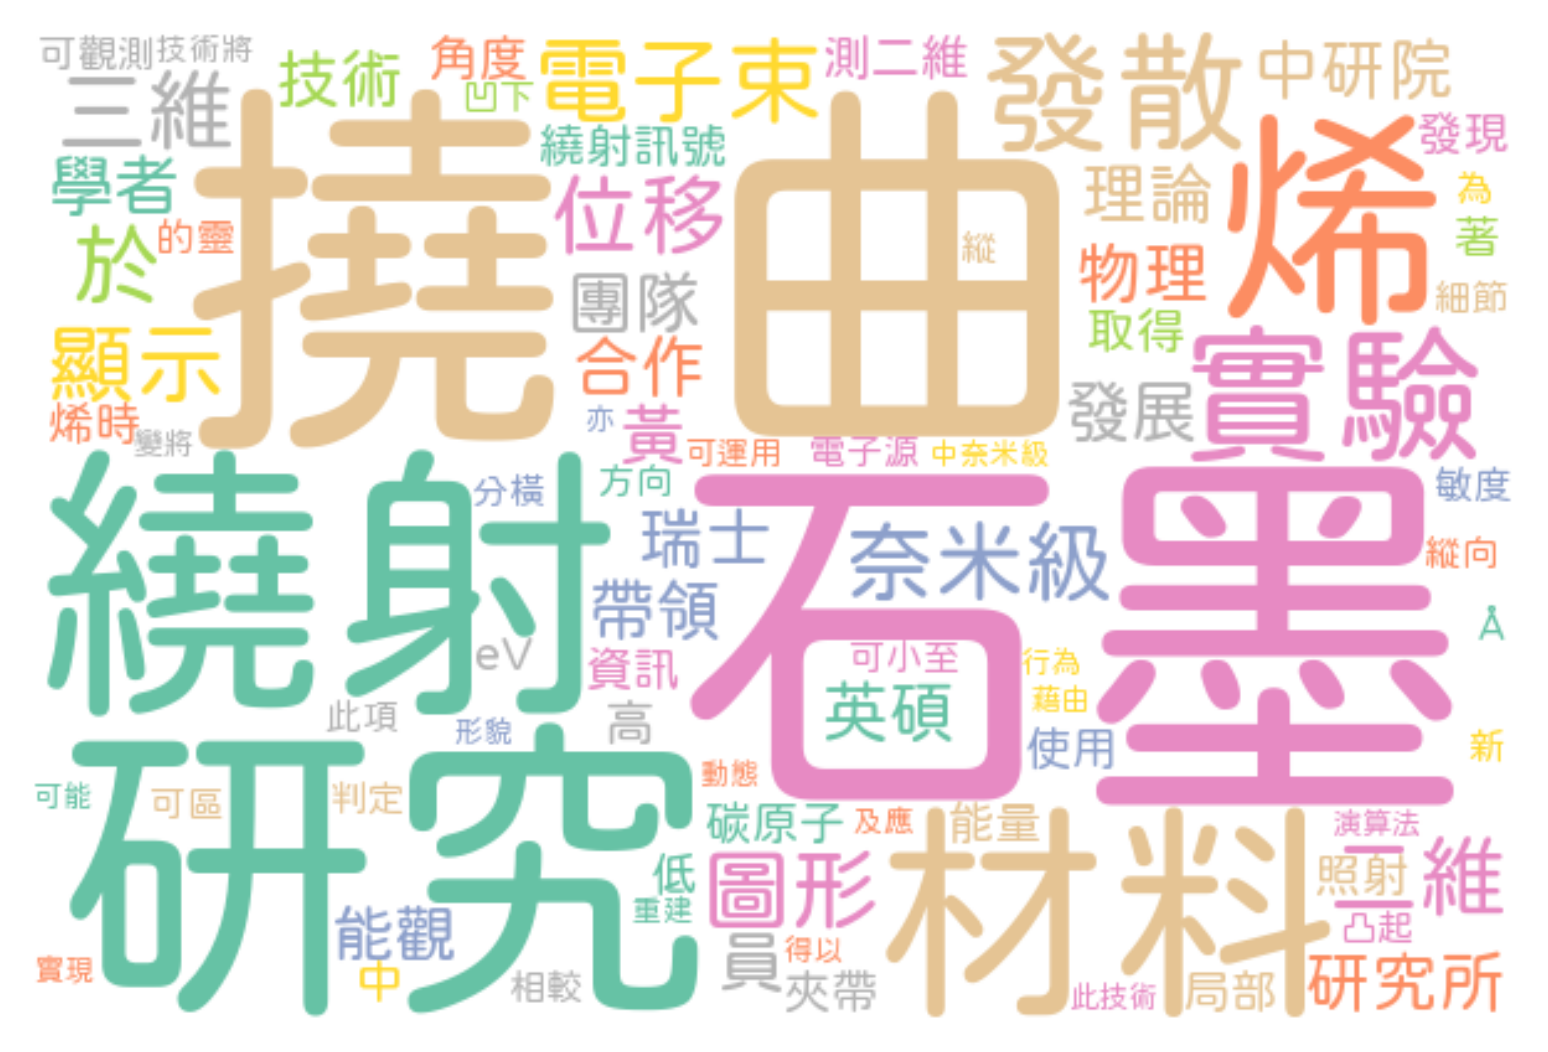 可觀測
技術將
三維
技術
角度
凹下
電子束
測二維
發散
中研院
學者
的靈
於
撓曲
繞射訊號
位移
縱
理論
烯
發現
為
著
物理
細節
團隊
取得
顯示
合作
發展
實驗
烯時
變將
亦
黃
可運用
電子源
中奈米級
繞射
分橫
方向
瑞士
石墨
奈米級
敏度
縱向
帶領
Å
eV
資訊
可小至
行為
英碩
藉由
此項
形貌
高
使用
新
研究
動態
可能
可區
判定
碳原子
及應
能量
材料
演算法
低
圖形
照射
二維
重建
能觀
凸起
員
得以
實現
中
相較
夾帶
此技術
局部
研究所